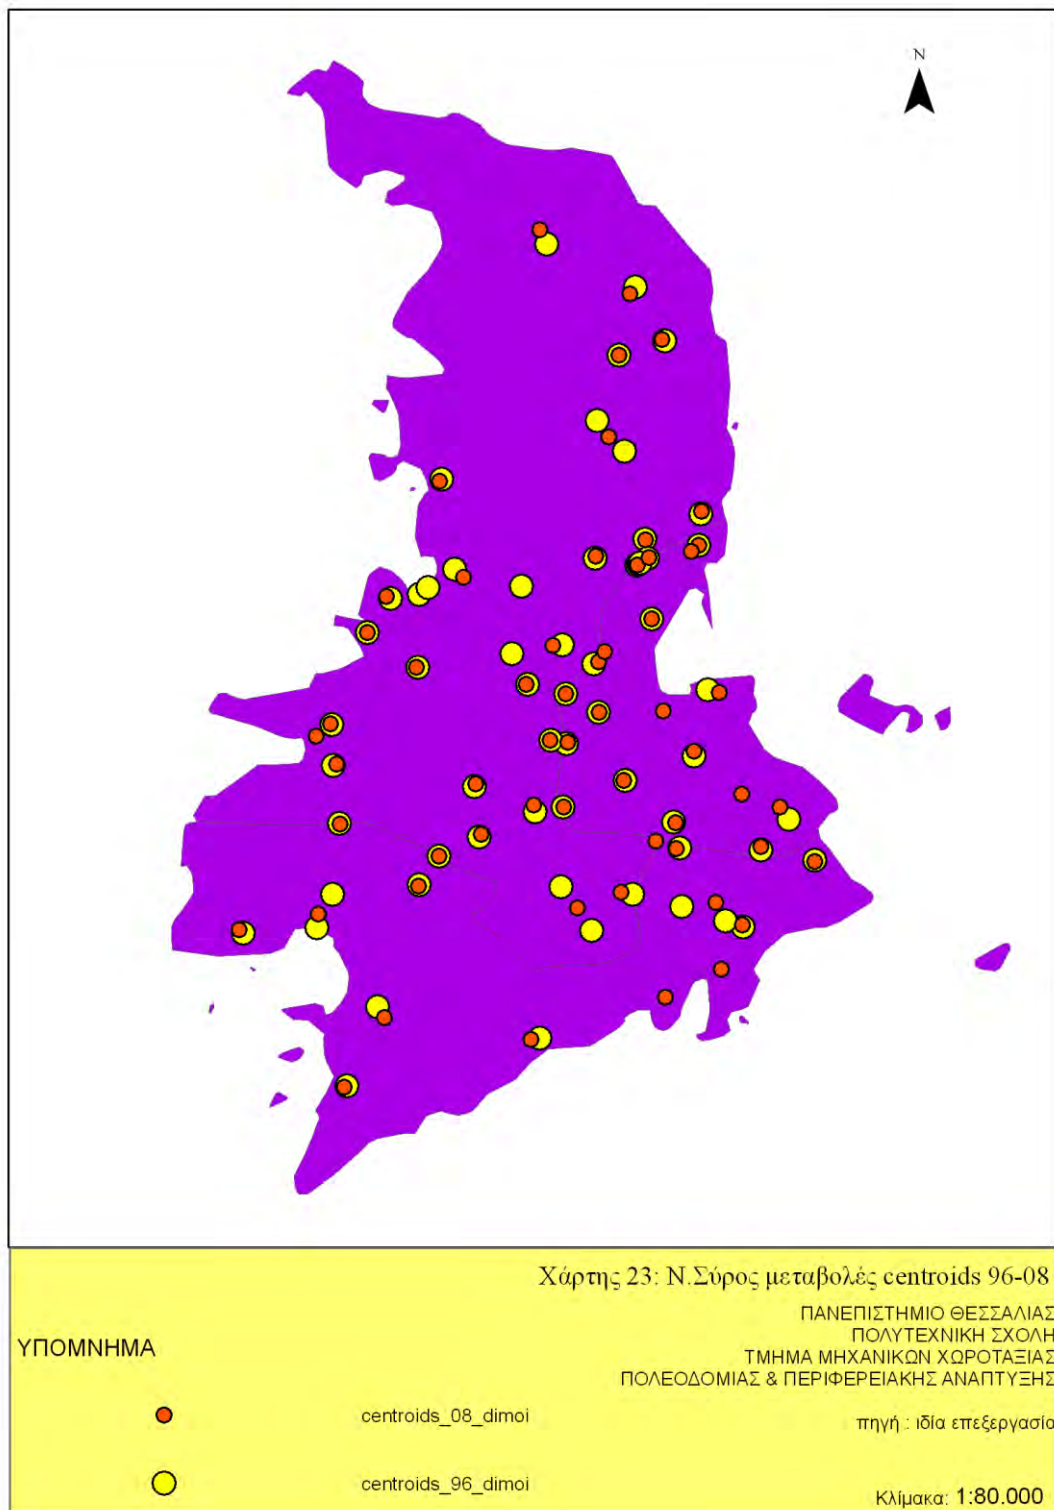 N
Χάρτης 23: Ν.Σύρος μεταβολές centroids 96-08
ΠΑΝΕΠΙΣΤΗΜΙΟ ΘΕΣΣΑΛΙΑΣ
ΠΟΛΥΤΕΧΝΙΚΗ ΣΧΟΛΗ
ΤΜΗΜΑ ΜΗΧΑΝΙΚΩΝ ΧΩΡΟΤΑΞΙΑΣ
ΠΟΛΕΟΔΟΜΙΑΣ & ΠΕΡΙΦΕΡΕΙΑΚΗΣ ΑΝΑΠΤΥΞΗΣ
ΥΠΟΜΝΗΜΑ
centroids_08_dimoi
πηγή : ιδία επεξεργασία
centroids_96_dimoi
Κλίμακα: 1:80.000